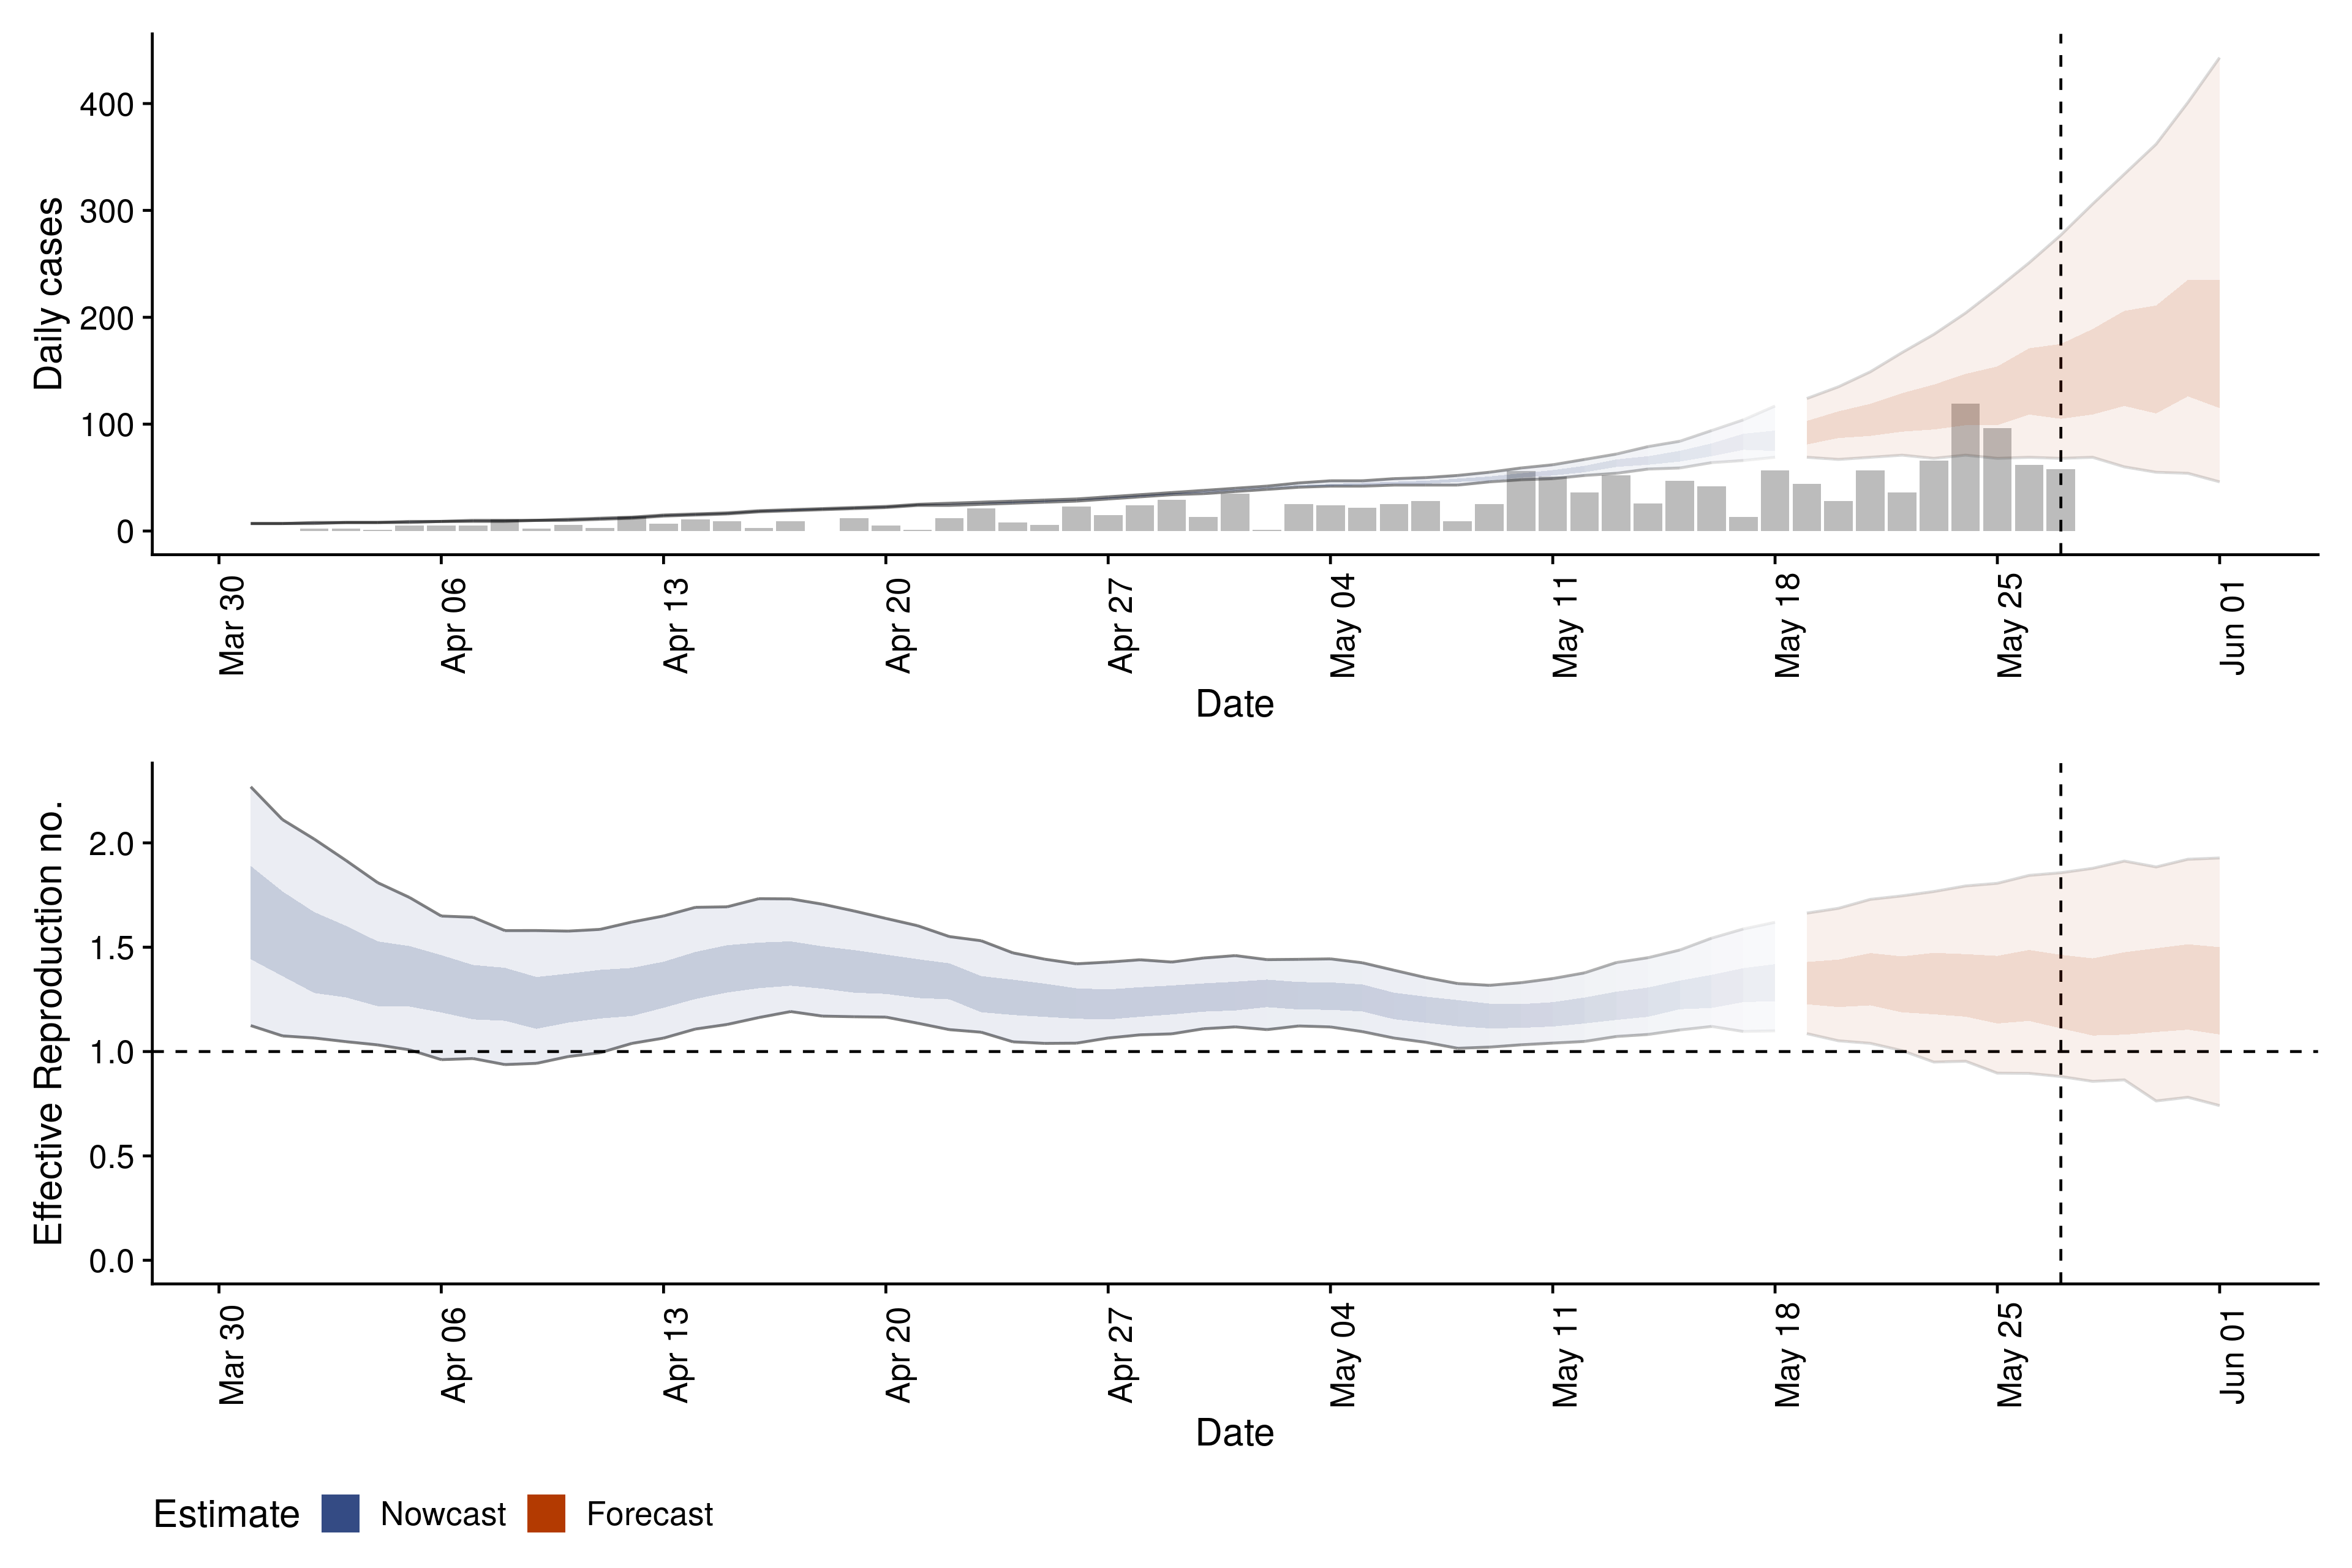 Daily cases
400
300
200
100
0
Mar 30
Apr 06
Apr 13
Apr 20
Apr 27
May 04
May 11
May 18
May 25
Jun 01
Date
Effective Reproduction no.
2.0
1.5
1.0
0.5
0.0
Mar 30
Apr 06
Apr 13
Apr 20
Apr 27
May 04
May 11
May 18
May 25
Jun 01
Date
Estimate Nowcast Forecast